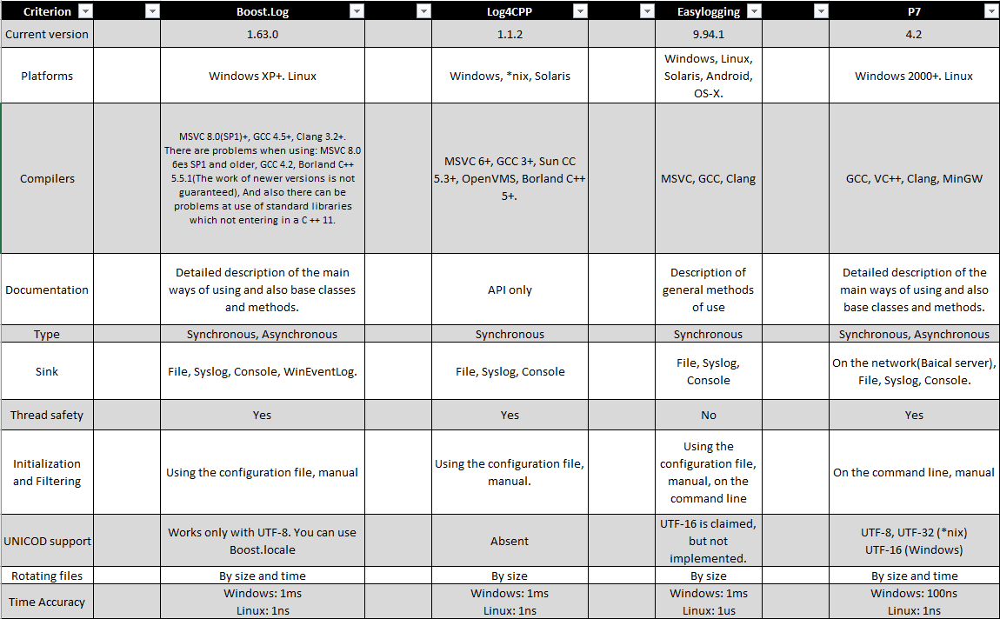 Criterion
Boost.Log
Log4CPP
Easylogging
P7
Current version
1.63.0
1.1.2
9.94.1
4.2
Platforms
Windows XP+. Linux
Windows, *nix, Solaris
Windows, Linux,
Solaris, Android,
OS-X.
Windows 2000+. Linux
Compilers
MSVC 8.0(SP1)+, GCC 4.5+, Clang 3.2+.
There are problems when using: MSVC 8.0
без SP1 and older, GCC 4.2, Borland C++
5.5.1(The work of newer versions is not
guaranteed), And also there can be
problems at use of standard libraries
which not entering in a C ++ 11.
MSVC 6+, GCC 3+, Sun CC
5.3+, OpenVMS, Borland C++
5+.
MSVC, GCC, Clang
GCC, VC++, Clang, MinGW
Documentation
Detailed description of the main
ways of using and also base classes
and methods.
API only
Description of
general methods
of use
Detailed description of the
main ways of using and also
base classes and methods.
Type
Synchronous, Asynchronous
Synchronous
Synchronous
Synchronous, Asynchronous
Sink
File, Syslog, Console, WinEventLog.
File, Syslog, Console
File, Syslog,
Console
On the network(Baical server),
File, Syslog, Console.
Thread safety
Yes
Yes
No
Yes
Initialization
and Filtering
Using the configuration file, manual
Using the configuration file,
manual.
Using the
configuration file,
manual, on the
command line
On the command line, manual
UNICOD support
Works only with UTF-8. You can use
Boost.locale
Absent
UTF-16 is claimed,
but not
implemented.
UTF-8, UTF-32 (*nix)
UTF-16 (Windows)
Rotating files
By size and time
By size
By size
By size and time
Time Accuracy
Windows: 1ms
Linux: 1ns
Windows: 1ms
Linux: 1ns
Windows: 1ms
Linux: 1us
Windows: 100ns
Linux: 1ns